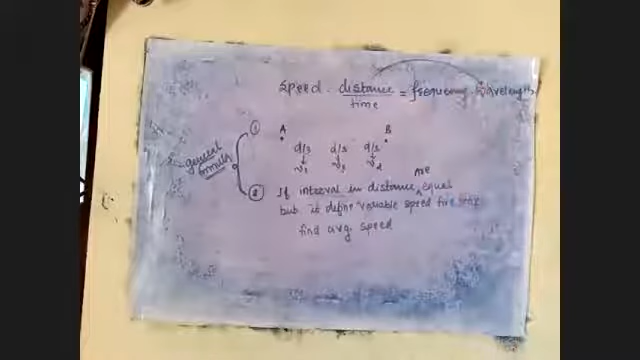 Speed = distance / time = frequency × wavelength
general formula
① A B
d/3 d/3 d/3
↓ ↓ ↓
v₁ v₃ v₂
② If interval in distance are equal
but it define variable speed
find avg. speed